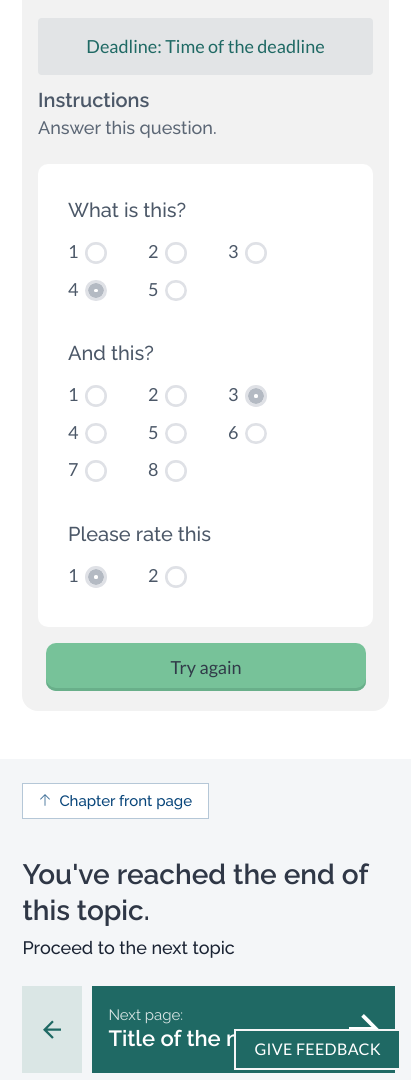 Deadline: Time of the deadline
Instructions
Answer this question.
What is this?
1 2 3
4 5
And this?
1 2 3
4 5 6
7 8
Please rate this
1 2
Try again
↑ Chapter front page
You've reached the end of
this topic.
Proceed to the next topic
Next page:
Title of the
GIVE FEEDBACK